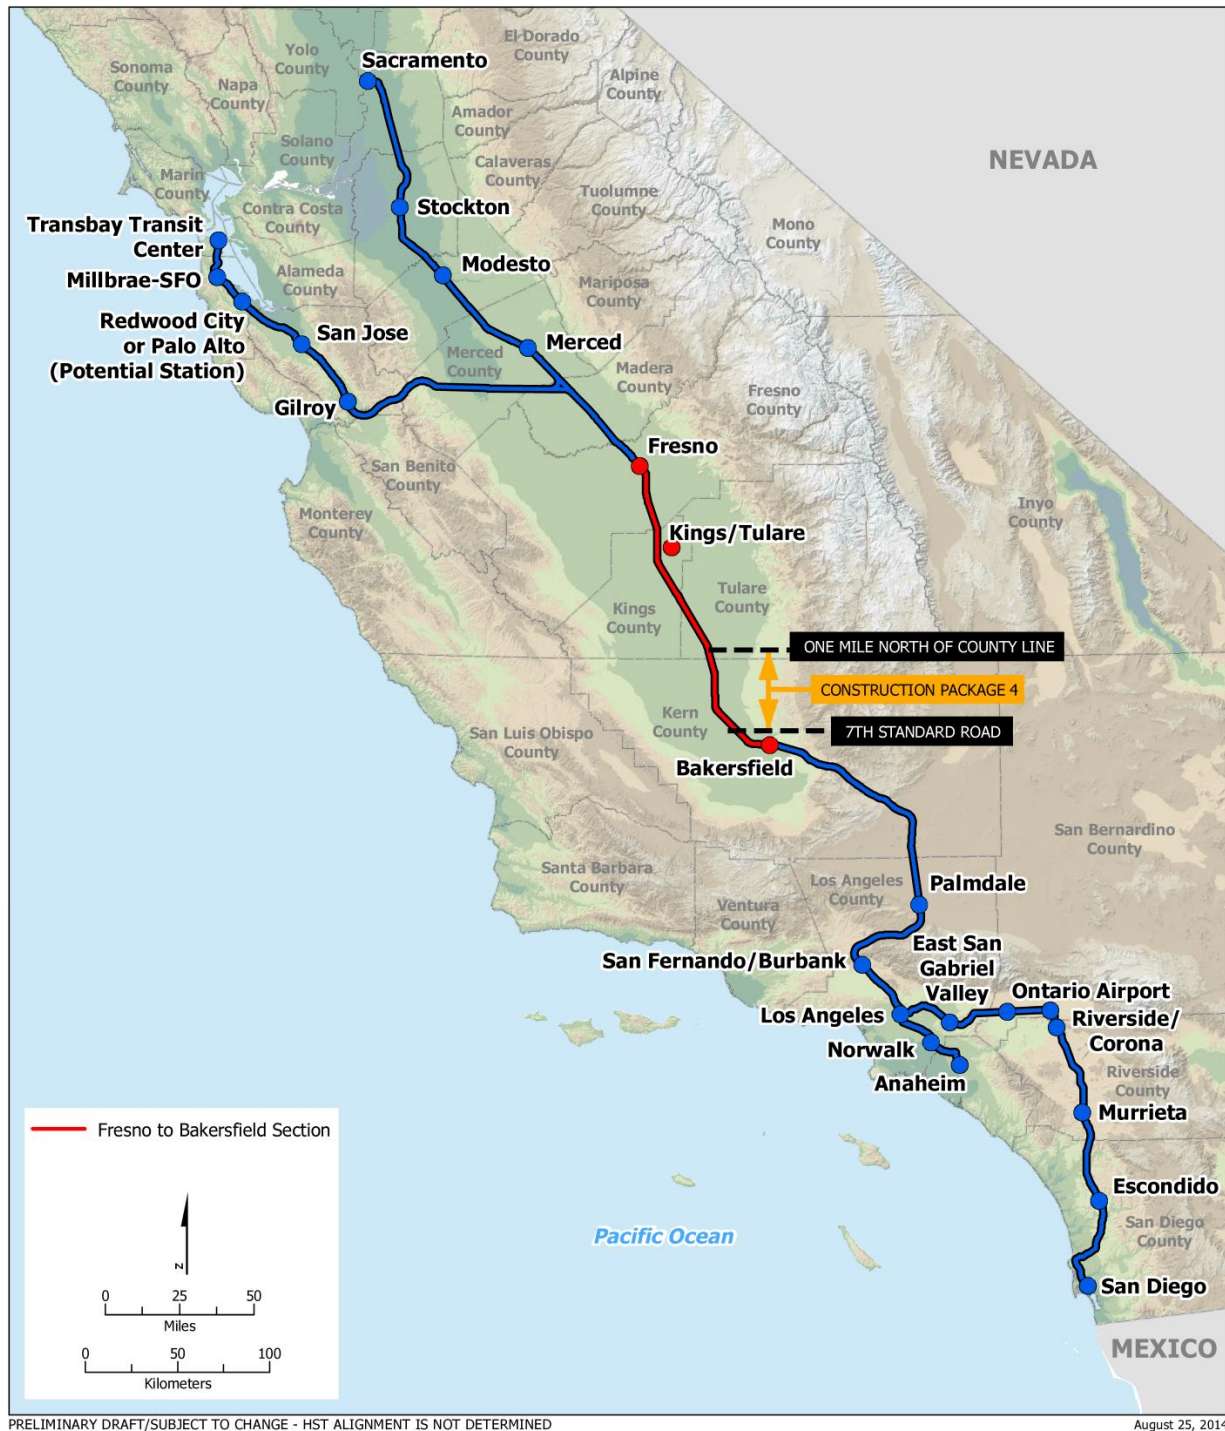 El Dorado
County
Yolo
County
Sacramento
Sonoma
County
Napa
County
Alpine
County
Amador
County
Solano
County
Calaveras
County
NEVADA
Marin
County
Tuolumne
County
Contra Costa
County
Stockton
Mono
County
Transbay Transit
Center
Alameda
County
Modesto
Millbrae-SFO
Mariposa
County
Redwood City
or Palo Alto
(Potential Station)
San Jose
Merced
Merced
County
Madera
County
Fresno
County
Gilroy
Fresno
San Benito
County
Inyo
County
Monterey
County
Kings/Tulare
Tulare
County
Kings
County
ONE MILE NORTH OF COUNTY LINE
CONSTRUCTION PACKAGE 4
Kern
County
7TH STANDARD ROAD
San Luis Obispo
County
Bakersfield
San Bernardino
County
Santa Barbara
County
Los Angeles
County
Palmdale
Ventura
County
East San
Gabriel
Valley
San Fernando/Burbank
Ontario Airport
Los Angeles
Riverside/
Corona
Norwalk
Anaheim
Riverside
County
Murrieta
Fresno to Bakersfield Section
Escondido
San Diego
County
Pacific Ocean
N
San Diego
0 25 50
Miles
MEXICO
0 50 100
Kilometers
PRELIMINARY DRAFT/SUBJECT TO CHANGE - HST ALIGNMENT IS NOT DETERMINED
August 25, 2014